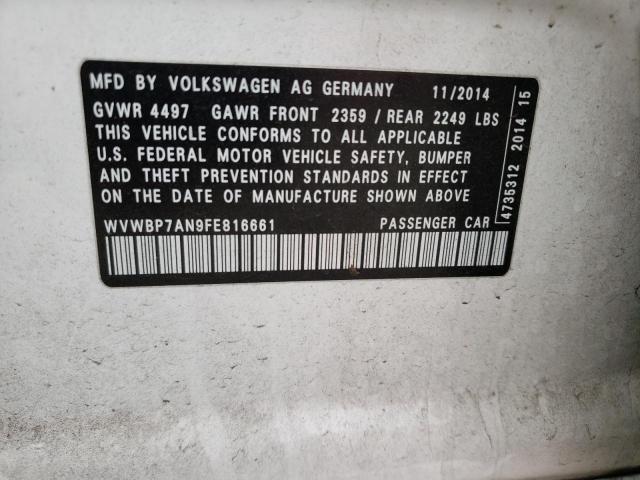 MFD BY VOLKSWAGEN AG GERMANY 11/2014
GVWR 4497 GAWR FRONT 2359 / REAR 2249 LBS
THIS VEHICLE CONFORMS TO ALL APPLICABLE
U.S. FEDERAL MOTOR VEHICLE SAFETY, BUMPER
AND THEFT PREVENTION STANDARDS IN EFFECT
ON THE DATE OF MANUFACTURE SHOWN ABOVE
WVWBP7AN9FE816661 PASSENGER CAR
4735312 2014 15